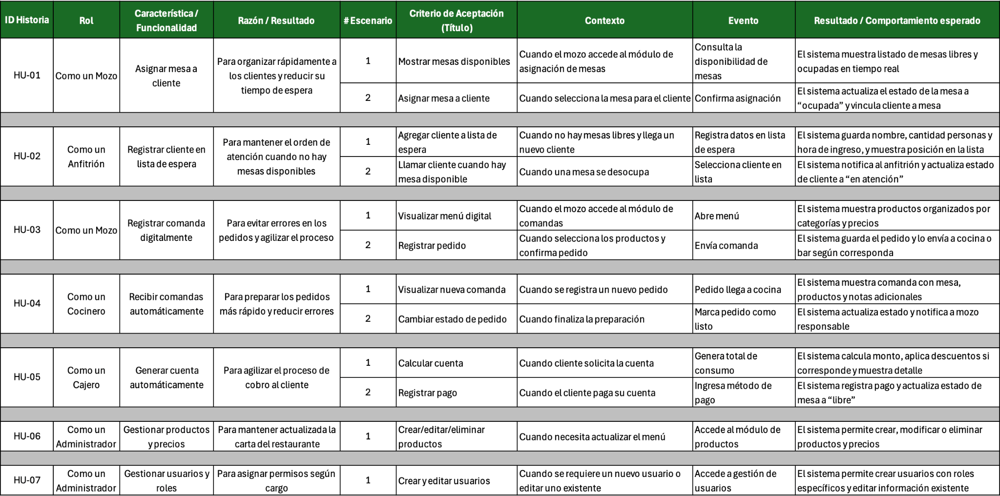 ID Historia
Rol
Característica /
Funcionalidad
Razón / Resultado
# Escenario
Criterio de Aceptación
(Título)
Contexto
Evento
Resultado / Comportamiento esperado
HU-01
Como un Mozo
Asignar mesa a
cliente
Para organizar rápidamente a
los clientes y reducir su
tiempo de espera
1
Mostrar mesas disponibles
Cuando el mozo accede al módulo de
asignación de mesas
Consulta la
disponibilidad de
mesas
El sistema muestra listado de mesas libres y
ocupadas en tiempo real
2
Asignar mesa a cliente
Cuando selecciona la mesa para el cliente
Confirma asignación
El sistema actualiza el estado de la mesa a
“ocupada” y vincula cliente a mesa
HU-02
Como un
Anfitrión
Registrar cliente en
lista de espera
Para mantener el orden de
atención cuando no hay
mesas disponibles
1
Agregar cliente a lista de
espera
Cuando no hay mesas libres y llega un
nuevo cliente
Registra datos en lista
de espera
El sistema guarda nombre, cantidad personas y
hora de ingreso, y muestra posición en la lista
2
Llamar cliente cuando hay
mesa disponible
Cuando una mesa se desocupa
Selecciona cliente en
lista
El sistema notifica al anfitrión y actualiza estado
de cliente a “en atención”
HU-03
Como un Mozo
Registrar comanda
digitalmente
Para evitar errores en los
pedidos y agilizar el proceso
1
Visualizar menú digital
Cuando el mozo accede al módulo de
comandas
Abre menú
El sistema muestra productos organizados por
categorías y precios
2
Registrar pedido
Cuando selecciona los productos y
confirma pedido
Envía comanda
El sistema guarda el pedido y lo envía a cocina o
bar según corresponda
HU-04
Como un
Cocinero
Recibir comandas
automáticamente
Para preparar los pedidos
más rápido y reducir errores
1
Visualizar nueva comanda
Cuando se registra un nuevo pedido
Pedido llega a cocina
El sistema muestra comanda con mesa,
productos y notas adicionales
2
Cambiar estado de pedido
Cuando finaliza la preparación
Marca pedido como
listo
El sistema actualiza estado y notifica a mozo
responsable
HU-05
Como un
Cajero
Generar cuenta
automáticamente
Para agilizar el proceso de
cobro al cliente
1
Calcular cuenta
Cuando cliente solicita la cuenta
Genera total de
consumo
El sistema calcula monto, aplica descuentos si
corresponde y muestra detalle
2
Registrar pago
Cuando el cliente paga su cuenta
Ingresa método de
pago
El sistema registra pago y actualiza estado de
mesa a “libre”
HU-06
Como un
Administrador
Gestionar productos
y precios
Para mantener actualizada la
carta del restaurante
1
Crear/editar/eliminar
productos
Cuando necesita actualizar el menú
Accede al módulo de
productos
El sistema permite crear, modificar o eliminar
productos y precios
HU-07
Como un
Administrador
Gestionar usuarios y
roles
Para asignar permisos según
cargo
1
Crear y editar usuarios
Cuando se requiere un nuevo usuario o
editar uno existente
Accede a gestión de
usuarios
El sistema permite crear usuarios con roles
específicos y editar información existente